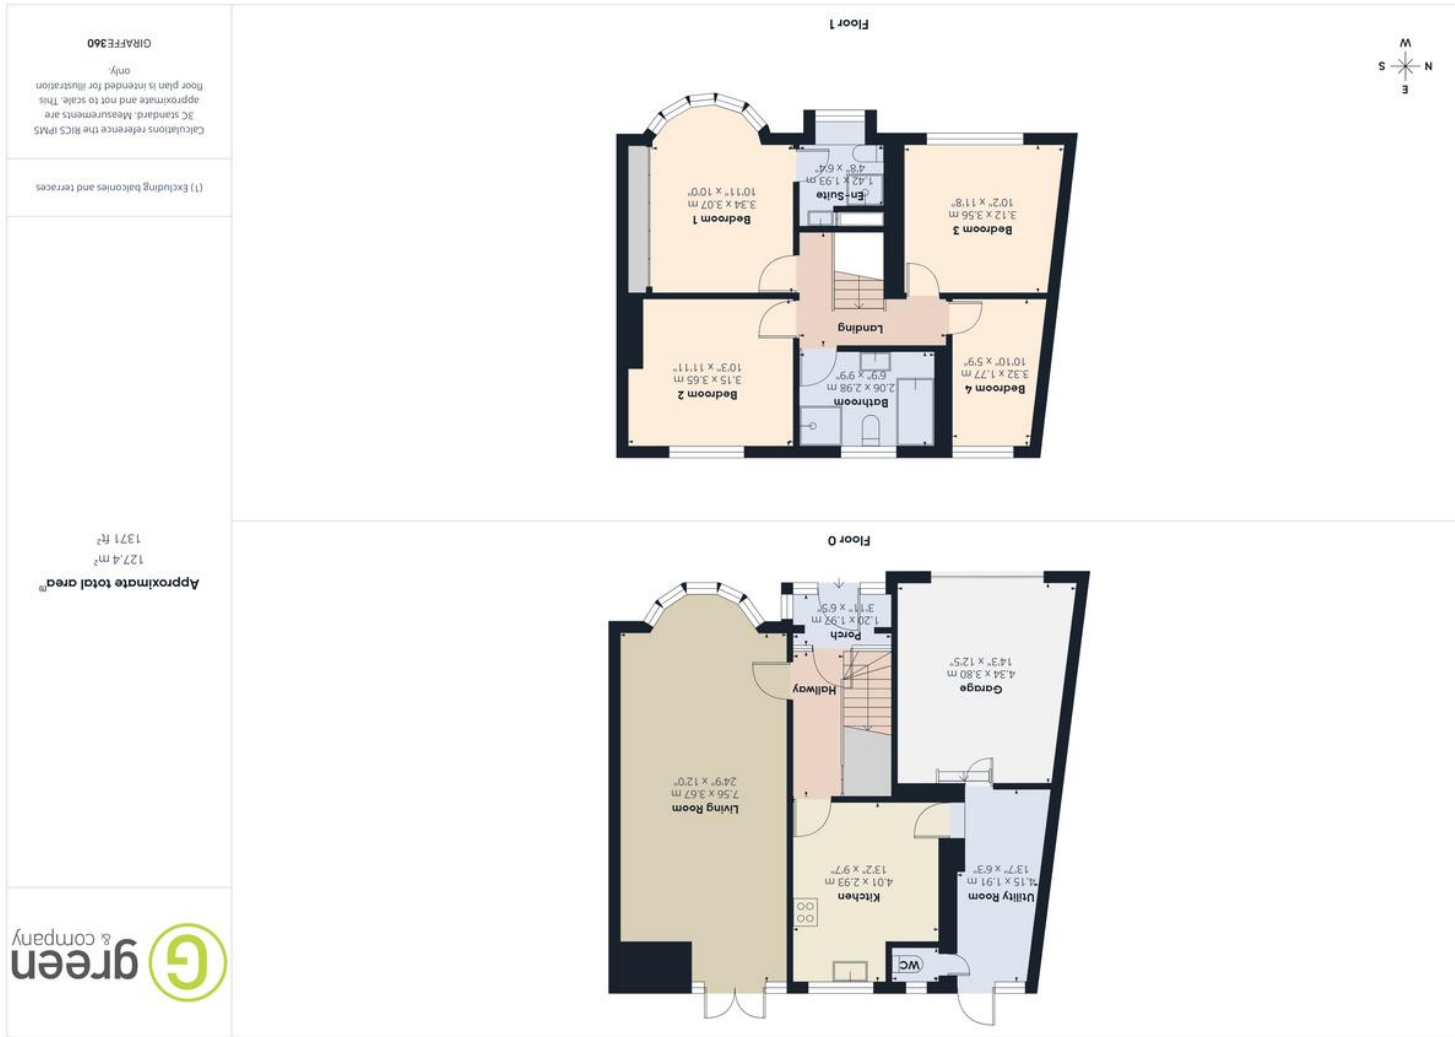 green
& company
Approximate total area⁽¹⁾
127.4 m²
1371 ft²
(1) Excluding balconies and terraces
Calculations reference the RICS IPMS
3C standard. Measurements are
approximate and not to scale. This
floor plan is intended for illustration
only.
GIRAFFE360
WC
Utility Room
4.15 x 1.91 m
13'7" x 6'3"
Kitchen
4.01 x 2.93 m
13'2" x 9'7"
Living Room
7.56 x 3.67 m
24'9" x 12'0"
Garage
4.34 x 3.80 m
14'3" x 12'5"
Hallway
Porch
1.20 x 1.97 m
3'11" x 6'5"
Floor 0
Bedroom 4
3.32 x 1.77 m
10'10" x 5'9"
Bathroom
2.06 x 2.98 m
6'9" x 9'9"
Bedroom 2
3.15 x 3.65 m
10'3" x 11'11"
Landing
Bedroom 3
3.12 x 3.56 m
10'2" x 11'8"
En-Suite
1.42 x 1.93 m
4'8" x 6'4"
Bedroom 1
3.34 x 3.07 m
10'11" x 10'0"
Floor 1
E
N
S
W